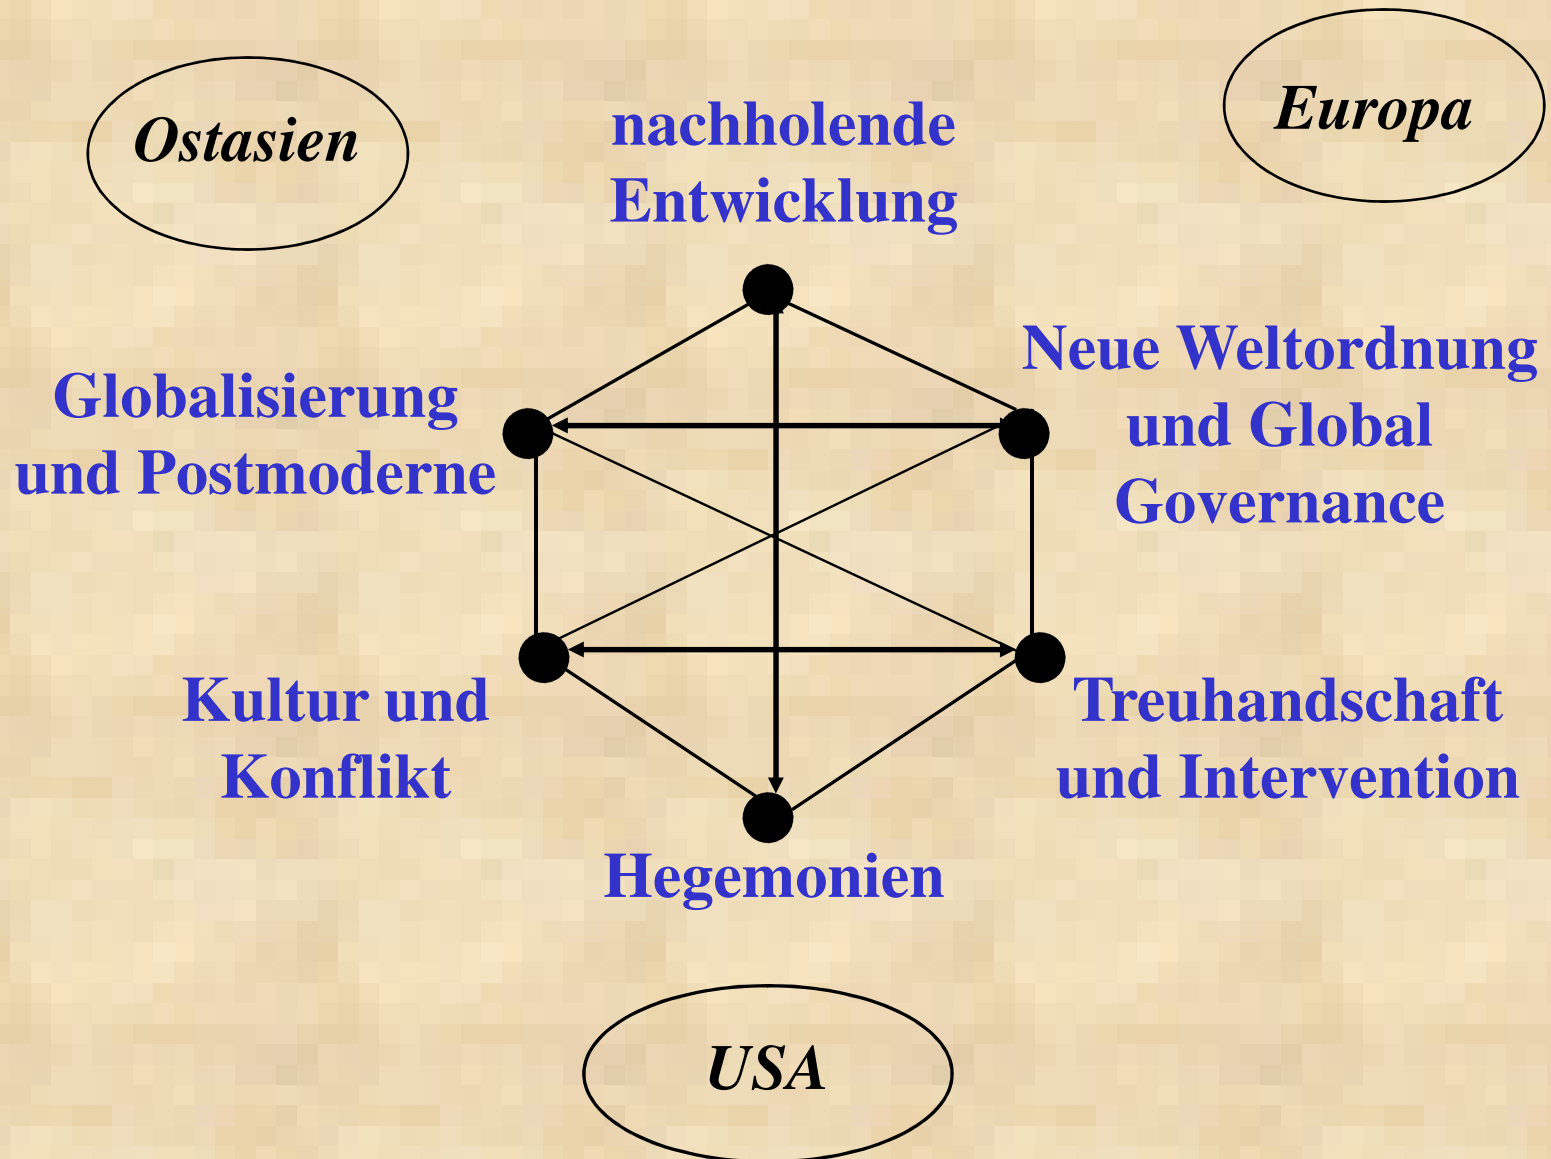 Ostasien
Europa
nachholende
Entwicklung
Neue Weltordnung
und Global
Governance
Globalisierung
und Postmoderne
Kultur und
Konflikt
Treuhandschaft
und Intervention
Hegemonien
USA